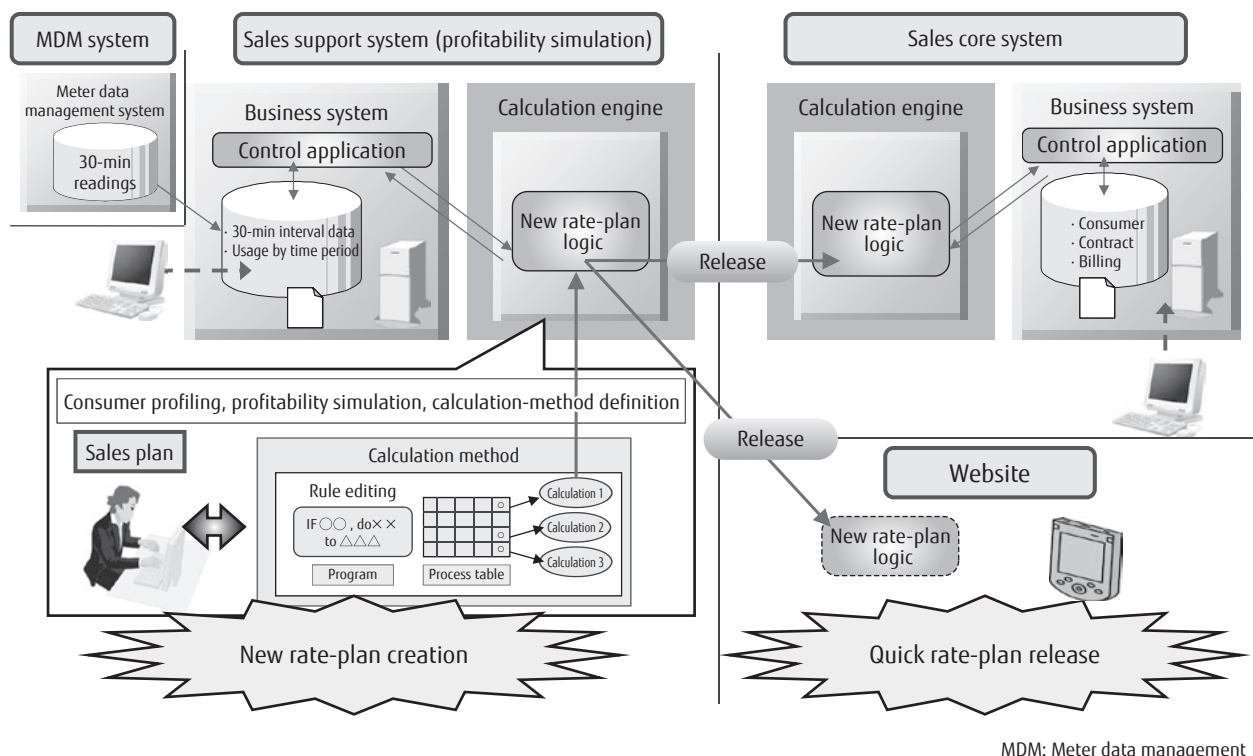 MDM system
Sales support system (profitability simulation)
Sales core system
Meter data
management system
30-min
readings
Business system
Control application
· 30-min interval data
· Usage by time period
Calculation engine
New rate-plan
logic
Release
Calculation engine
New rate-plan
logic
Business system
Control application
· Consumer
· Contract
· Billing
Consumer profiling, profitability simulation, calculation-method definition
Sales plan
Calculation method
Rule editing
IF ○○ , do× ×
to △△△
Program
Process table
Calculation 1
Calculation 2
Calculation 3
Release
Website
New rate-plan
logic
New rate-plan creation
Quick rate-plan release
MDM: Meter data management